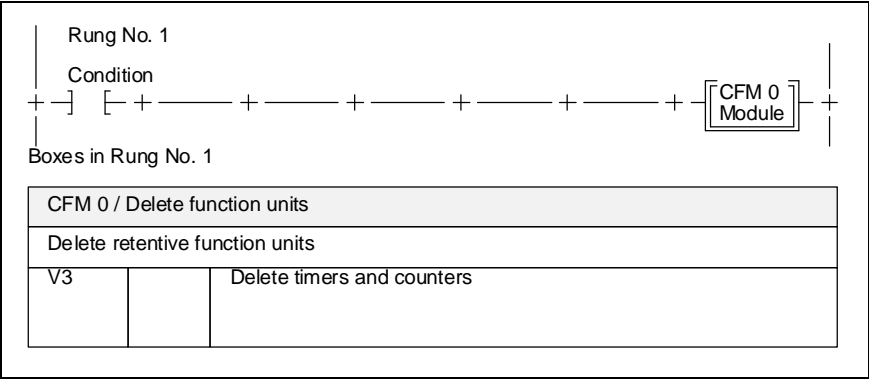 Rung No. 1
Condition
CFM 0
Module
Boxes in Rung No. 1
CFM 0 / Delete function units
Delete retentive function units
V3 Delete timers and counters